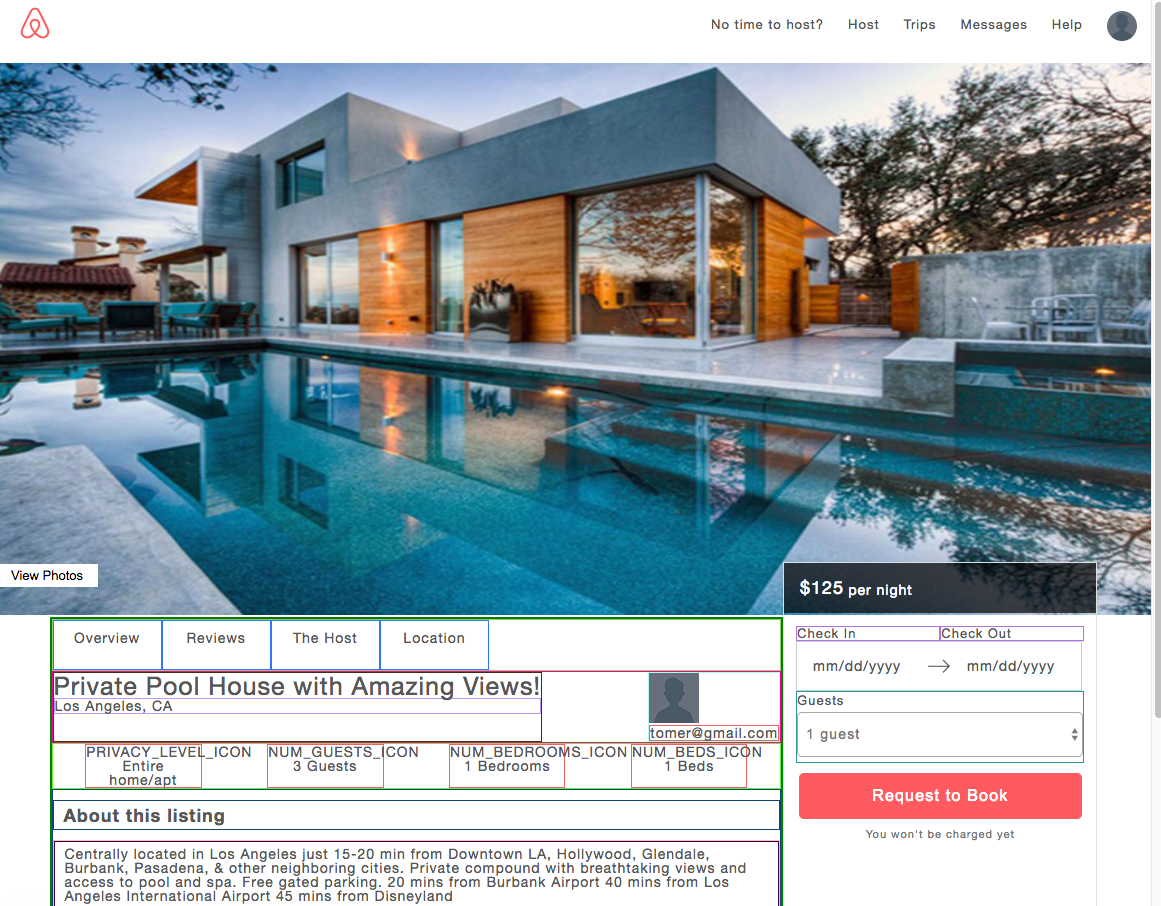 No time to host? Host Trips Messages Help
View Photos
$125 per night
Overview Reviews The Host Location
Private Pool House with Amazing Views!
Los Angeles, CA
tomer@gmail.com
PRIVACY_LEVEL_ICON
Entire
home/apt
NUM_GUESTS_ICON
3 Guests
NUM_BEDROOMS_ICON
1 Bedrooms
NUM_BEDS_ICON
1 Beds
About this listing
Centrally located in Los Angeles just 15-20 min from Downtown LA, Hollywood, Glendale,
Burbank, Pasadena, & other neighboring cities. Private compound with breathtaking views and
access to pool and spa. Free gated parking. 20 mins from Burbank Airport 40 mins from Los
Angeles International Airport 45 mins from Disneyland
Check In Check Out
mm/dd/yyyy mm/dd/yyyy
Guests
1 guest
Request to Book
You won't be charged yet